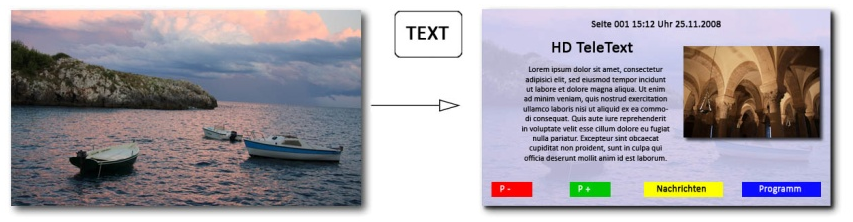 TEXT
Seite 001 15:12 Uhr 25.11.2008
HD TeleText
Lorem ipsum dolor sit amet, consectetur
adipisici elit, sed eiusmod tempor incidunt
ut labore et dolore magna aliqua. Ut enim
ad minim veniam, quis nostrud exercitation
ullamco laboris nisi ut aliquid ex ea commo-
di consequat. Quis aute iure reprehenderit
in voluptate velit esse cillum dolore eu fugiat
nulla pariatur. Excepteur sint obcaecat
cupiditat non proident, sunt in culpa qui
officia deserunt mollit anim id est laborum.
P - P + Nachrichten Programm